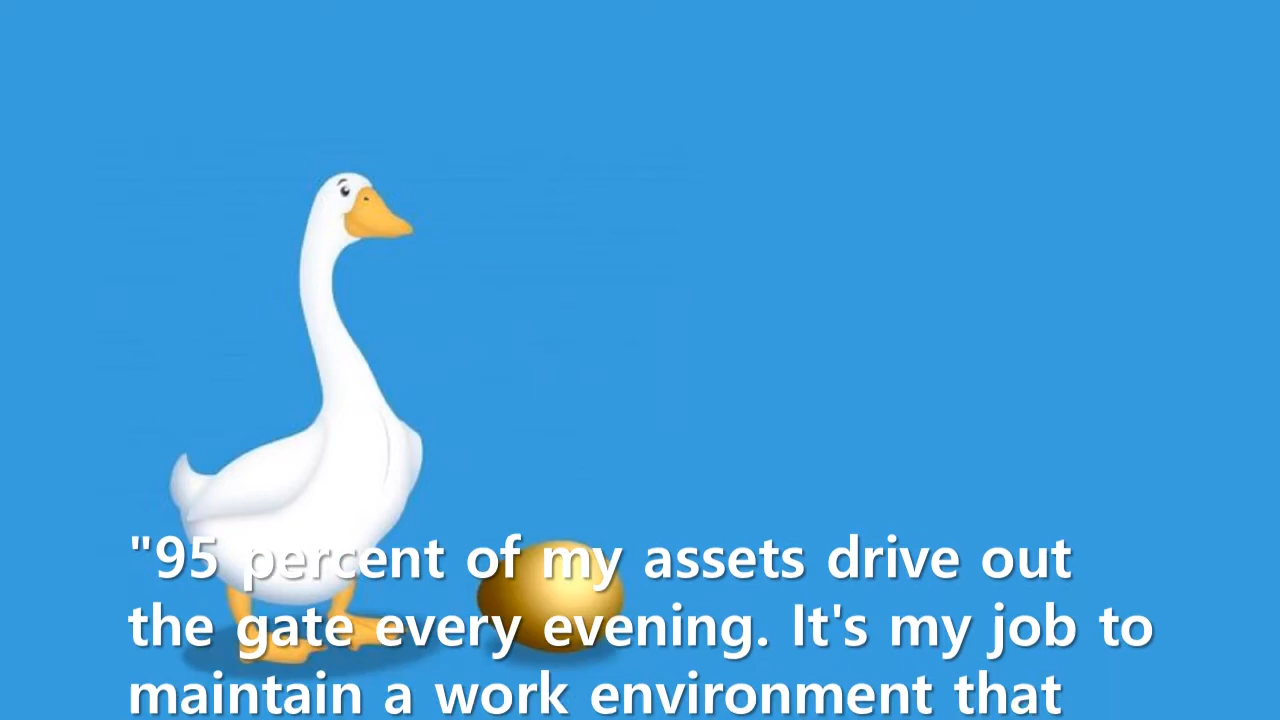 "95 percent of my assets drive out
the gate every evening. It's my job to
maintain a work environment that